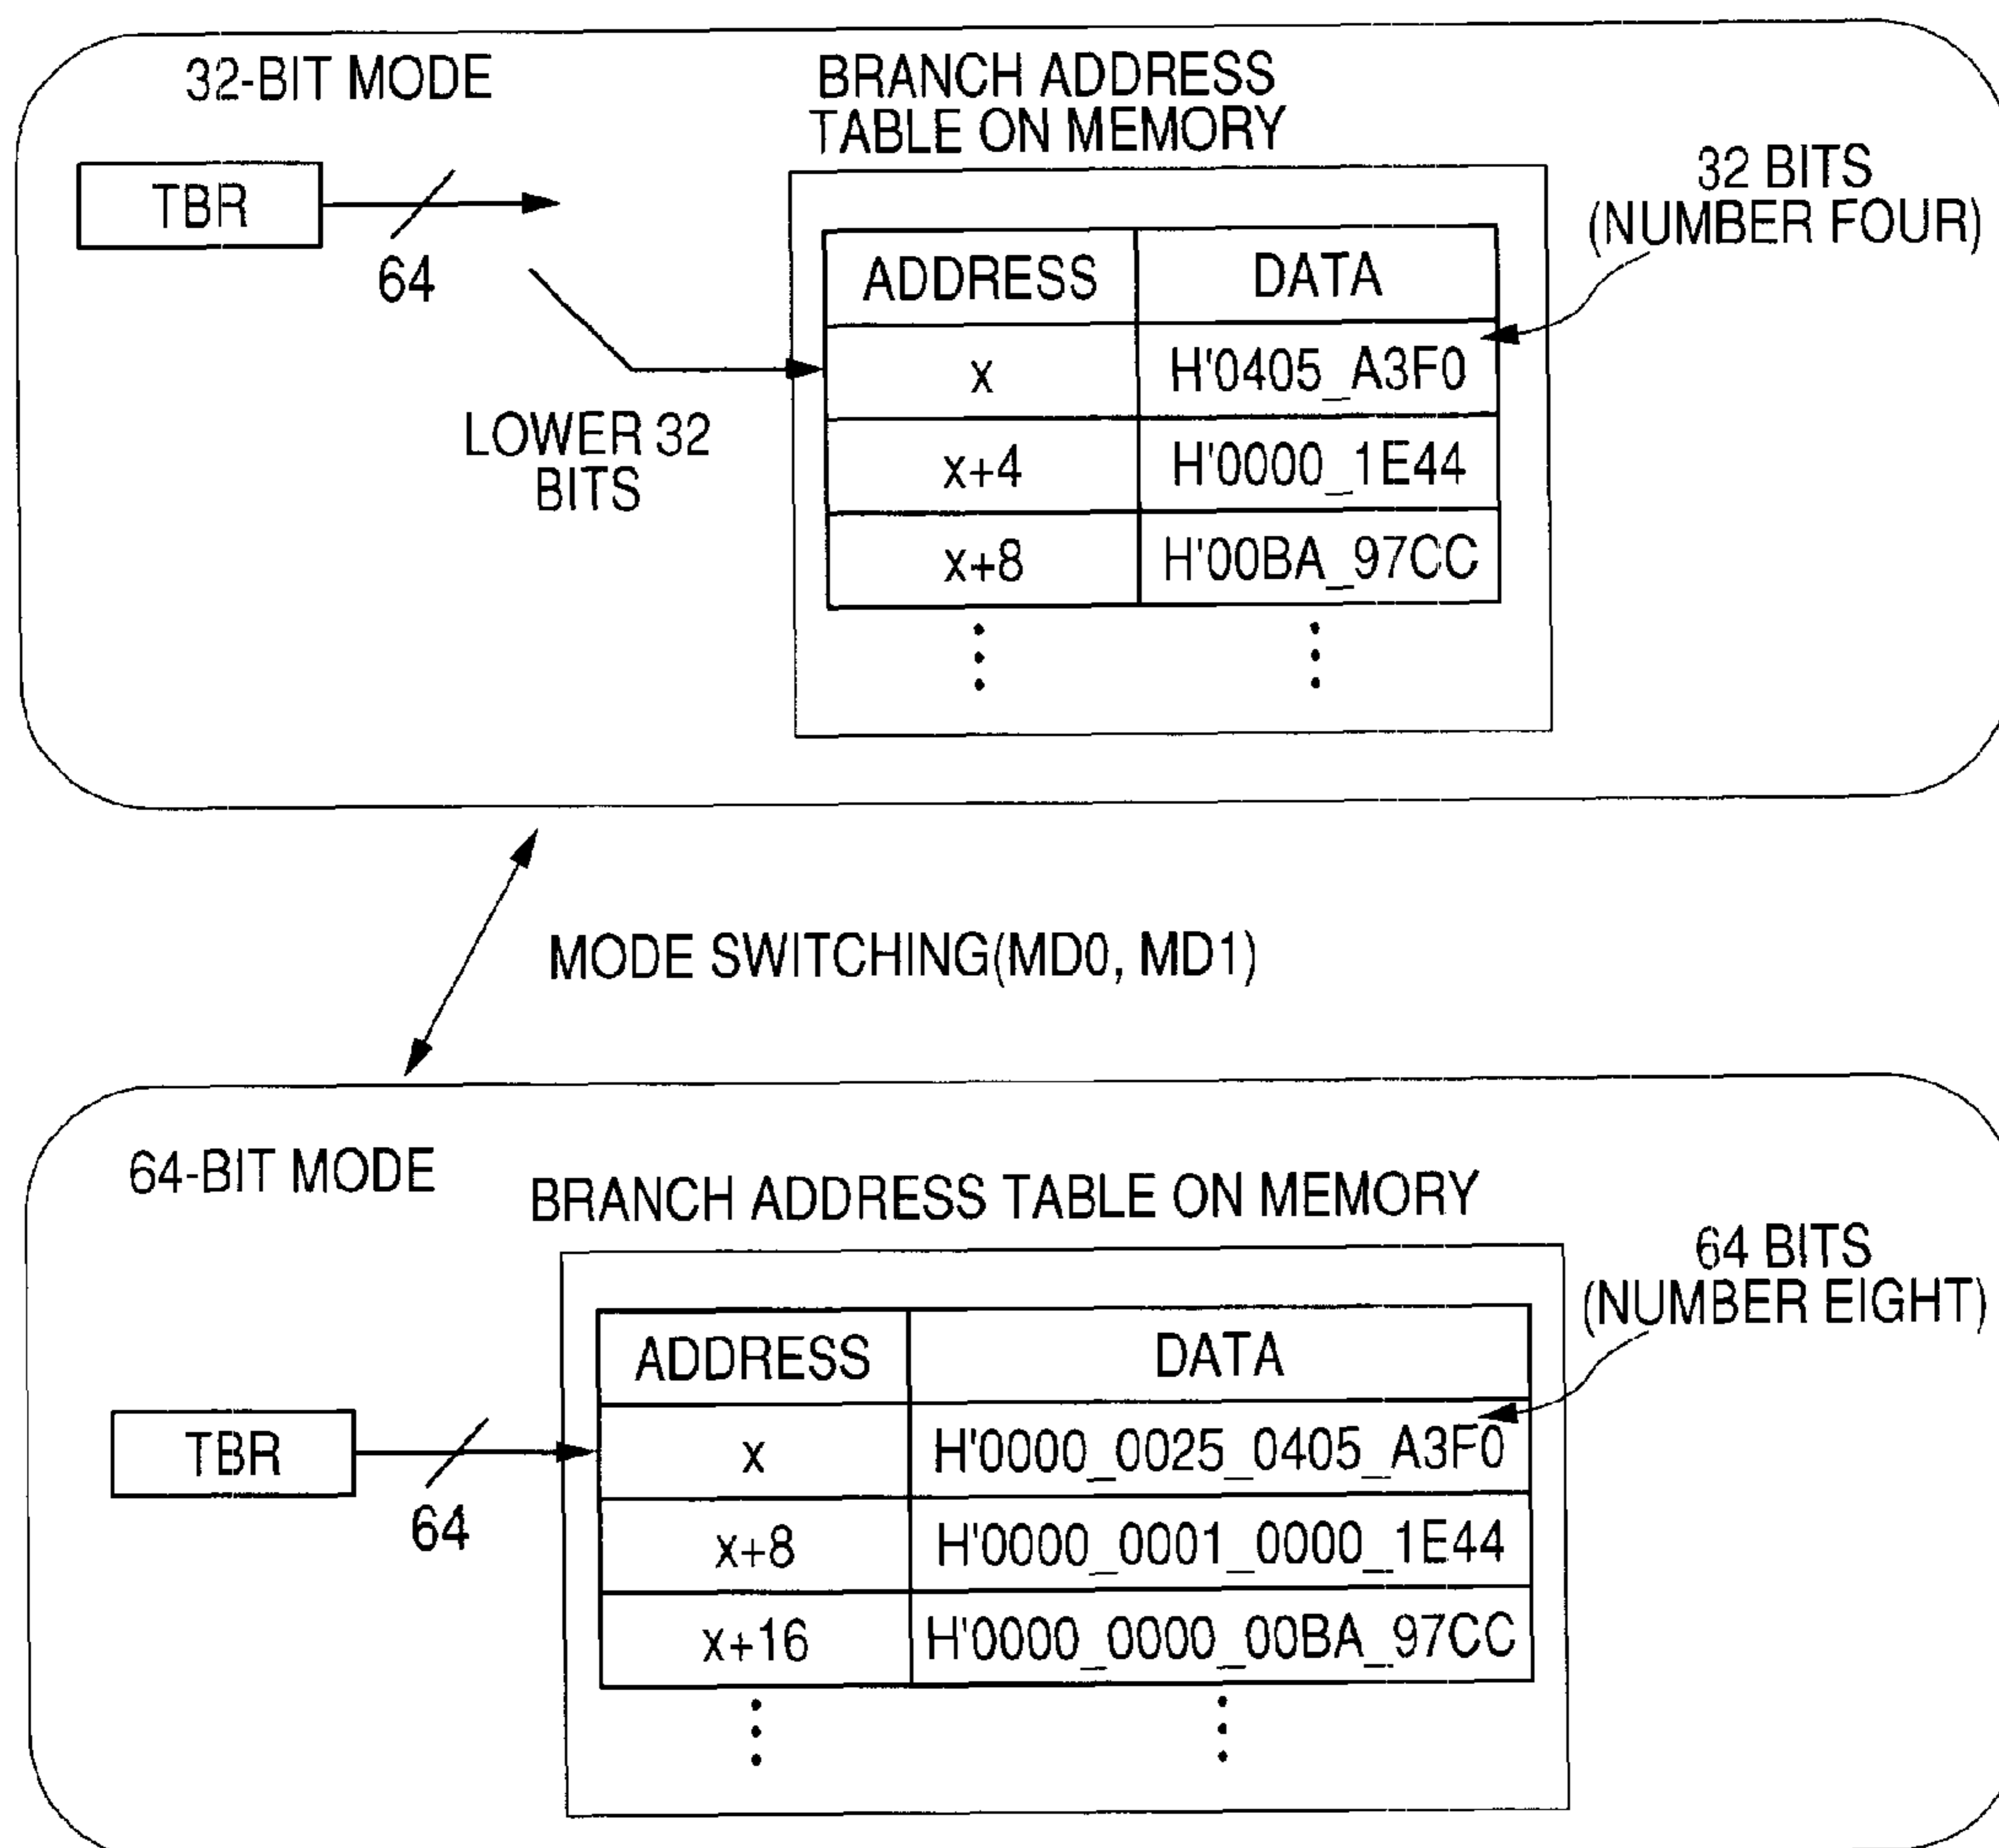 32-BIT MODE
BRANCH ADDRESS
TABLE ON MEMORY
32 BITS
(NUMBER FOUR)
TBR
64
LOWER 32
BITS
ADDRESS DATA
x H'0405_A3F0
x+4 H'0000_1E44
x+8 H'00BA_97CC
MODE SWITCHING(MD0, MD1)
64-BIT MODE
BRANCH ADDRESS TABLE ON MEMORY
64 BITS
(NUMBER EIGHT)
TBR
64
ADDRESS DATA
x H'0000_0025_0405_A3F0
x+8 H'0000_0001_0000_1E44
x+16 H'0000_0000_00BA_97CC